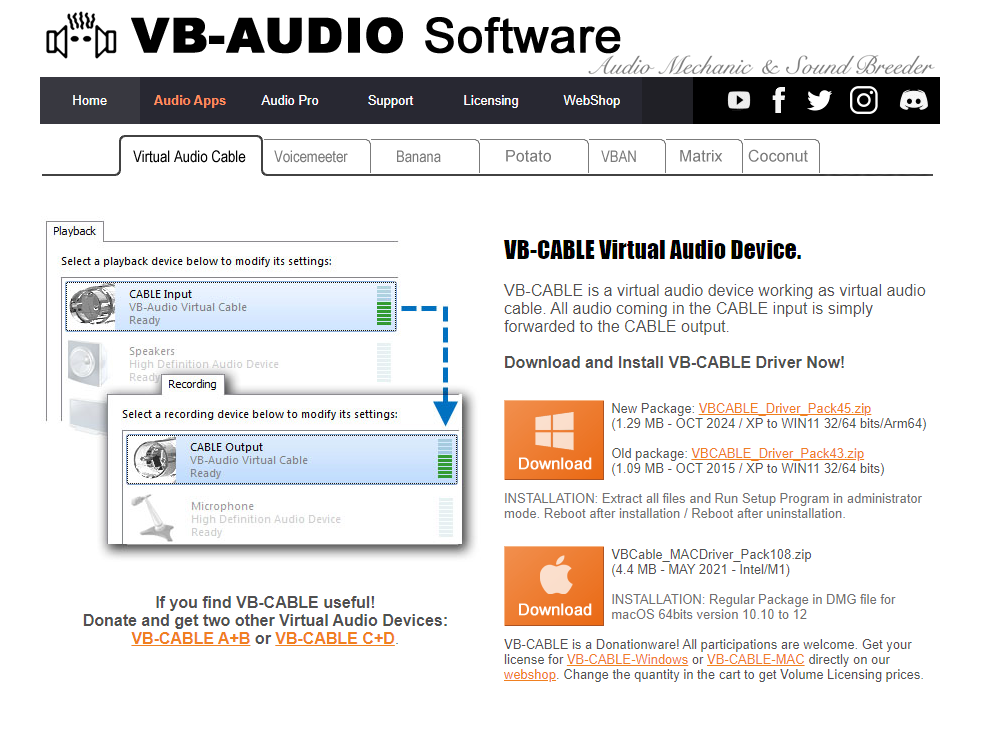 VB-AUDIO Software
Audio Mechanic & Sound Breeder
Home Audio Apps Audio Pro Support Licensing WebShop
Virtual Audio Cable Voicemeeter Banana Potato VBAN Matrix Coconut
Playback
Select a playback device below to modify its settings:
CABLE Input
VB-Audio Virtual Cable
Ready
Speakers
High Definition Audio Device
Ready
Recording
Select a recording device below to modify its settings:
CABLE Output
VB-Audio Virtual Cable
Ready
Microphone
High Definition Audio Device
Ready
If you find VB-CABLE useful!
Donate and get two other Virtual Audio Devices:
VB-CABLE A+B or VB-CABLE C+D.
VB-CABLE Virtual Audio Device.
VB-CABLE is a virtual audio device working as virtual audio
cable. All audio coming in the CABLE input is simply
forwarded to the CABLE output.
Download and Install VB-CABLE Driver Now!
Download
New Package: VBCABLE_Driver_Pack45.zip
(1.29 MB - OCT 2024 / XP to WIN11 32/64 bits/Arm64)
Old package: VBCABLE_Driver_Pack43.zip
(1.09 MB - OCT 2015 / XP to WIN11 32/64 bits)
INSTALLATION: Extract all files and Run Setup Program in administrator
mode. Reboot after installation / Reboot after uninstallation.
Download
VBCable_MACDriver_Pack108.zip
(4.4 MB - MAY 2021 - Intel/M1)
INSTALLATION: Regular Package in DMG file for
macOS 64bits version 10.10 to 12
VB-CABLE is a Donationware! All participations are welcome. Get your
license for VB-CABLE-Windows or VB-CABLE-MAC directly on our
webshop. Change the quantity in the cart to get Volume Licensing prices.